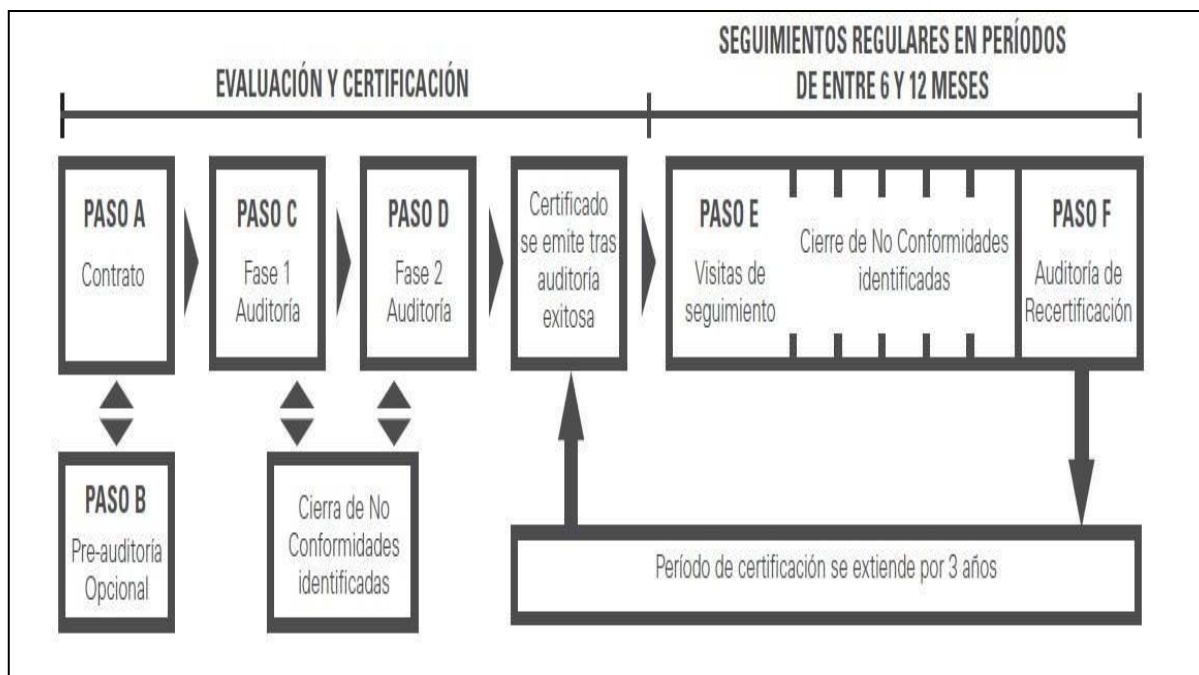 EVALUACIÓN Y CERTIFICACIÓN
SEGUIMIENTOS REGULARES EN PERÍODOS
DE ENTRE 6 Y 12 MESES
PASO A
Contrato
PASO C
Fase 1
Auditoría
PASO D
Fase 2
Auditoría
Certificado
se emite tras
auditoría
exitosa
PASO E
Visitas de
seguimiento
Cierre de No Conformidades
identificadas
PASO F
Auditoría de
Recertificación
PASO B
Pre-auditoría
Opcional
Cierra de No
Conformidades
identificadas
Período de certificación se extiende por 3 años